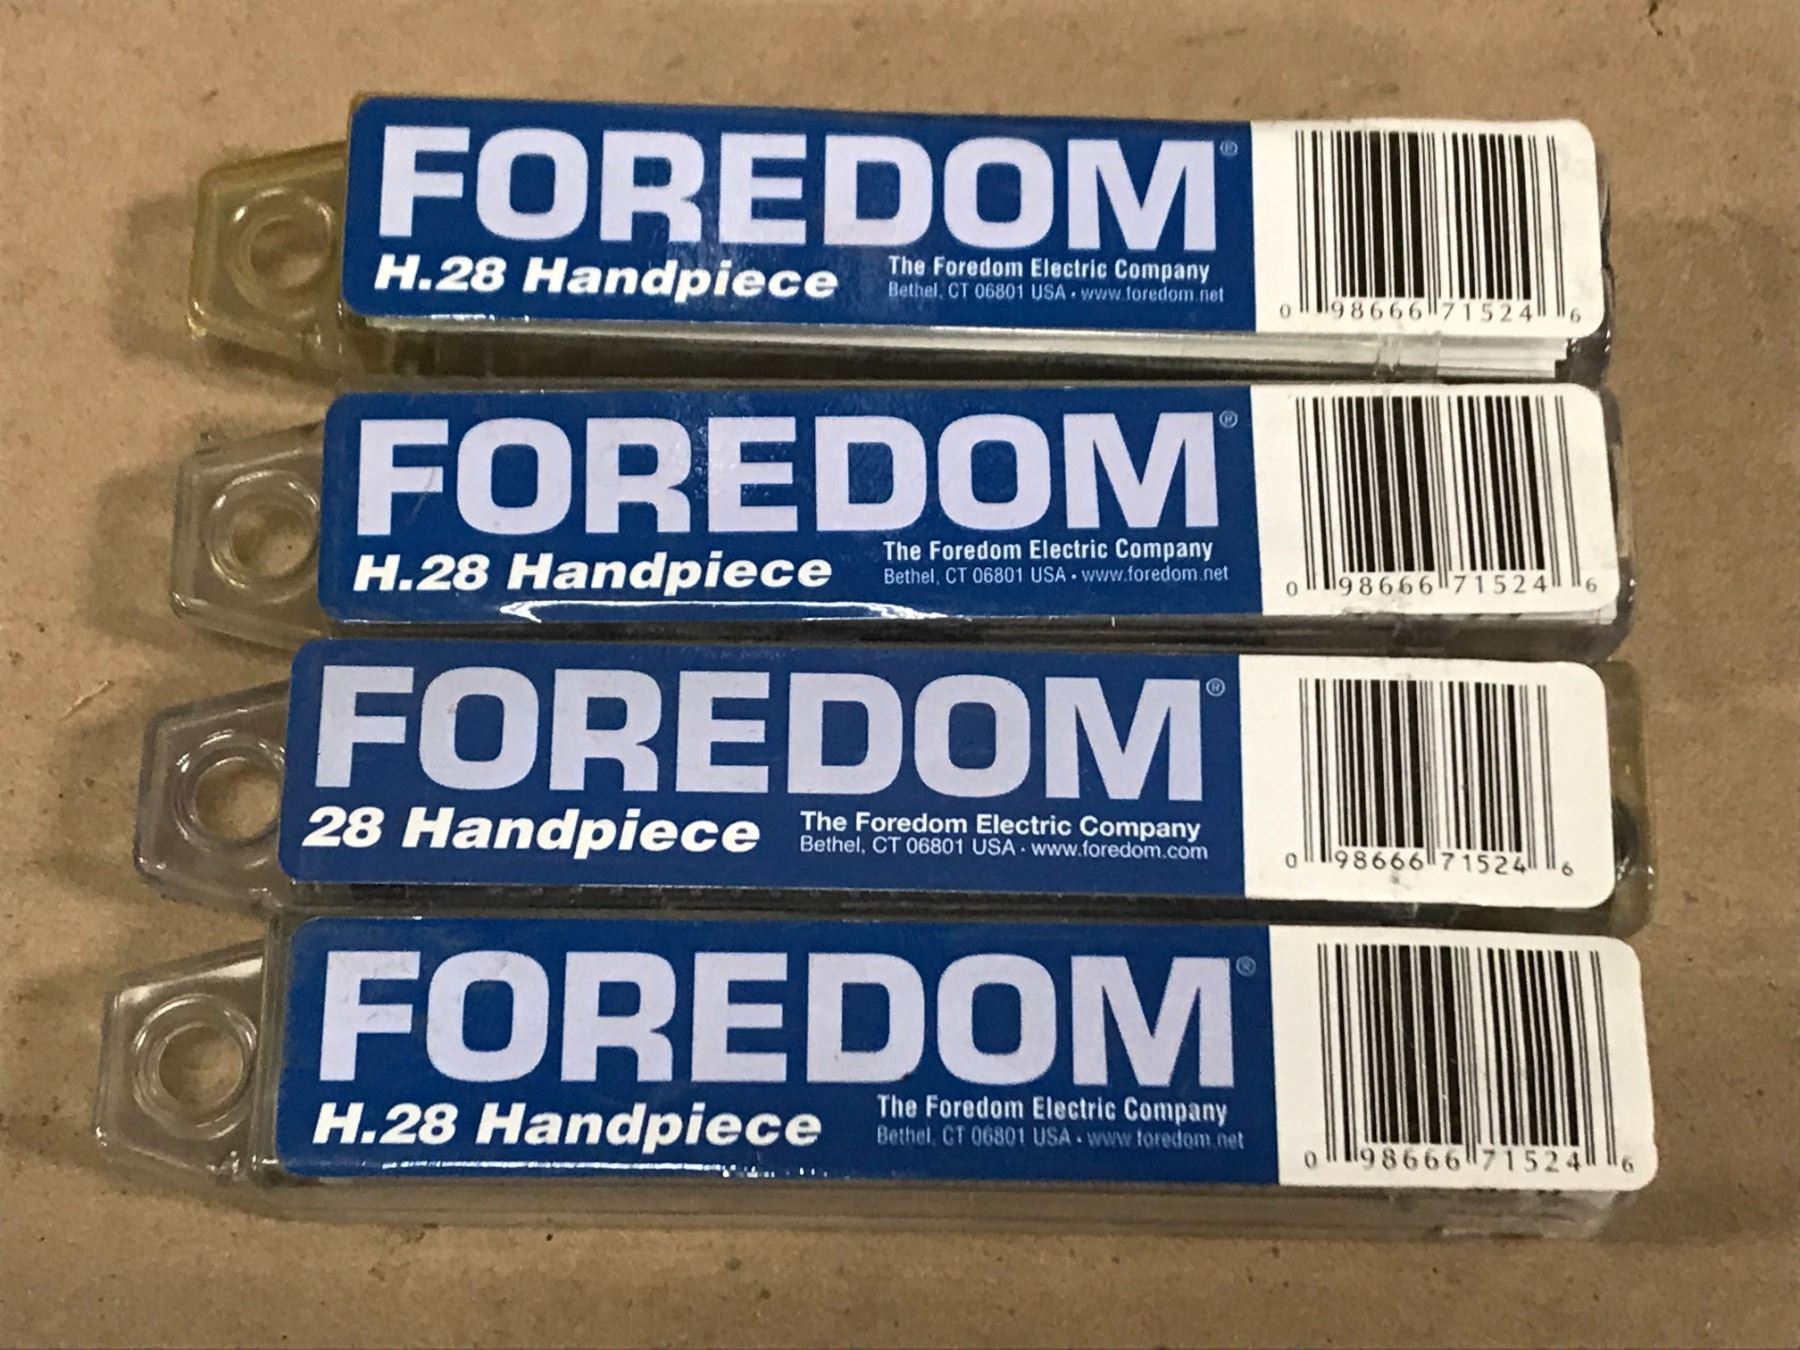 FOREDOM®
H.28 Handpiece
The Foredom Electric Company
Bethel, CT 06801 USA • www.foredom.net
0 98666 71524 6
FOREDOM®
H.28 Handpiece
The Foredom Electric Company
Bethel, CT 06801 USA • www.foredom.net
0 98666 71524 6
FOREDOM®
28 Handpiece
The Foredom Electric Company
Bethel, CT 06801 USA · www.foredom.com
0 98666 71524 6
FOREDOM®
H.28 Handpiece
The Foredom Electric Company
Bethel, CT 06801 USA • www.foredom.net
0 98666 71524 6